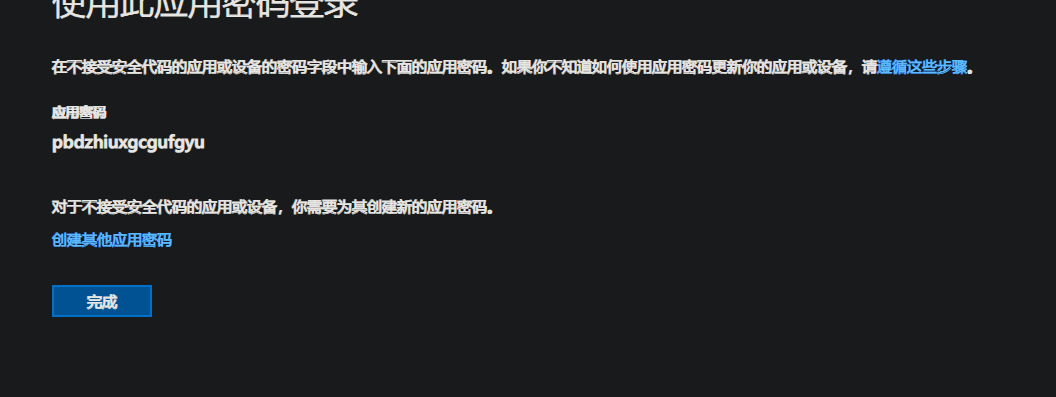 使用此应用密码登录
在不接受安全代码的应用或设备的密码字段中输入下面的应用密码。如果你不知道如何使用应用密码更新你的应用或设备，请遵循这些步骤。
应用密码
pbdzhiuxgcgufgyu
对于不接受安全代码的应用或设备，你需要为其创建新的应用密码。
创建其他应用密码
完成